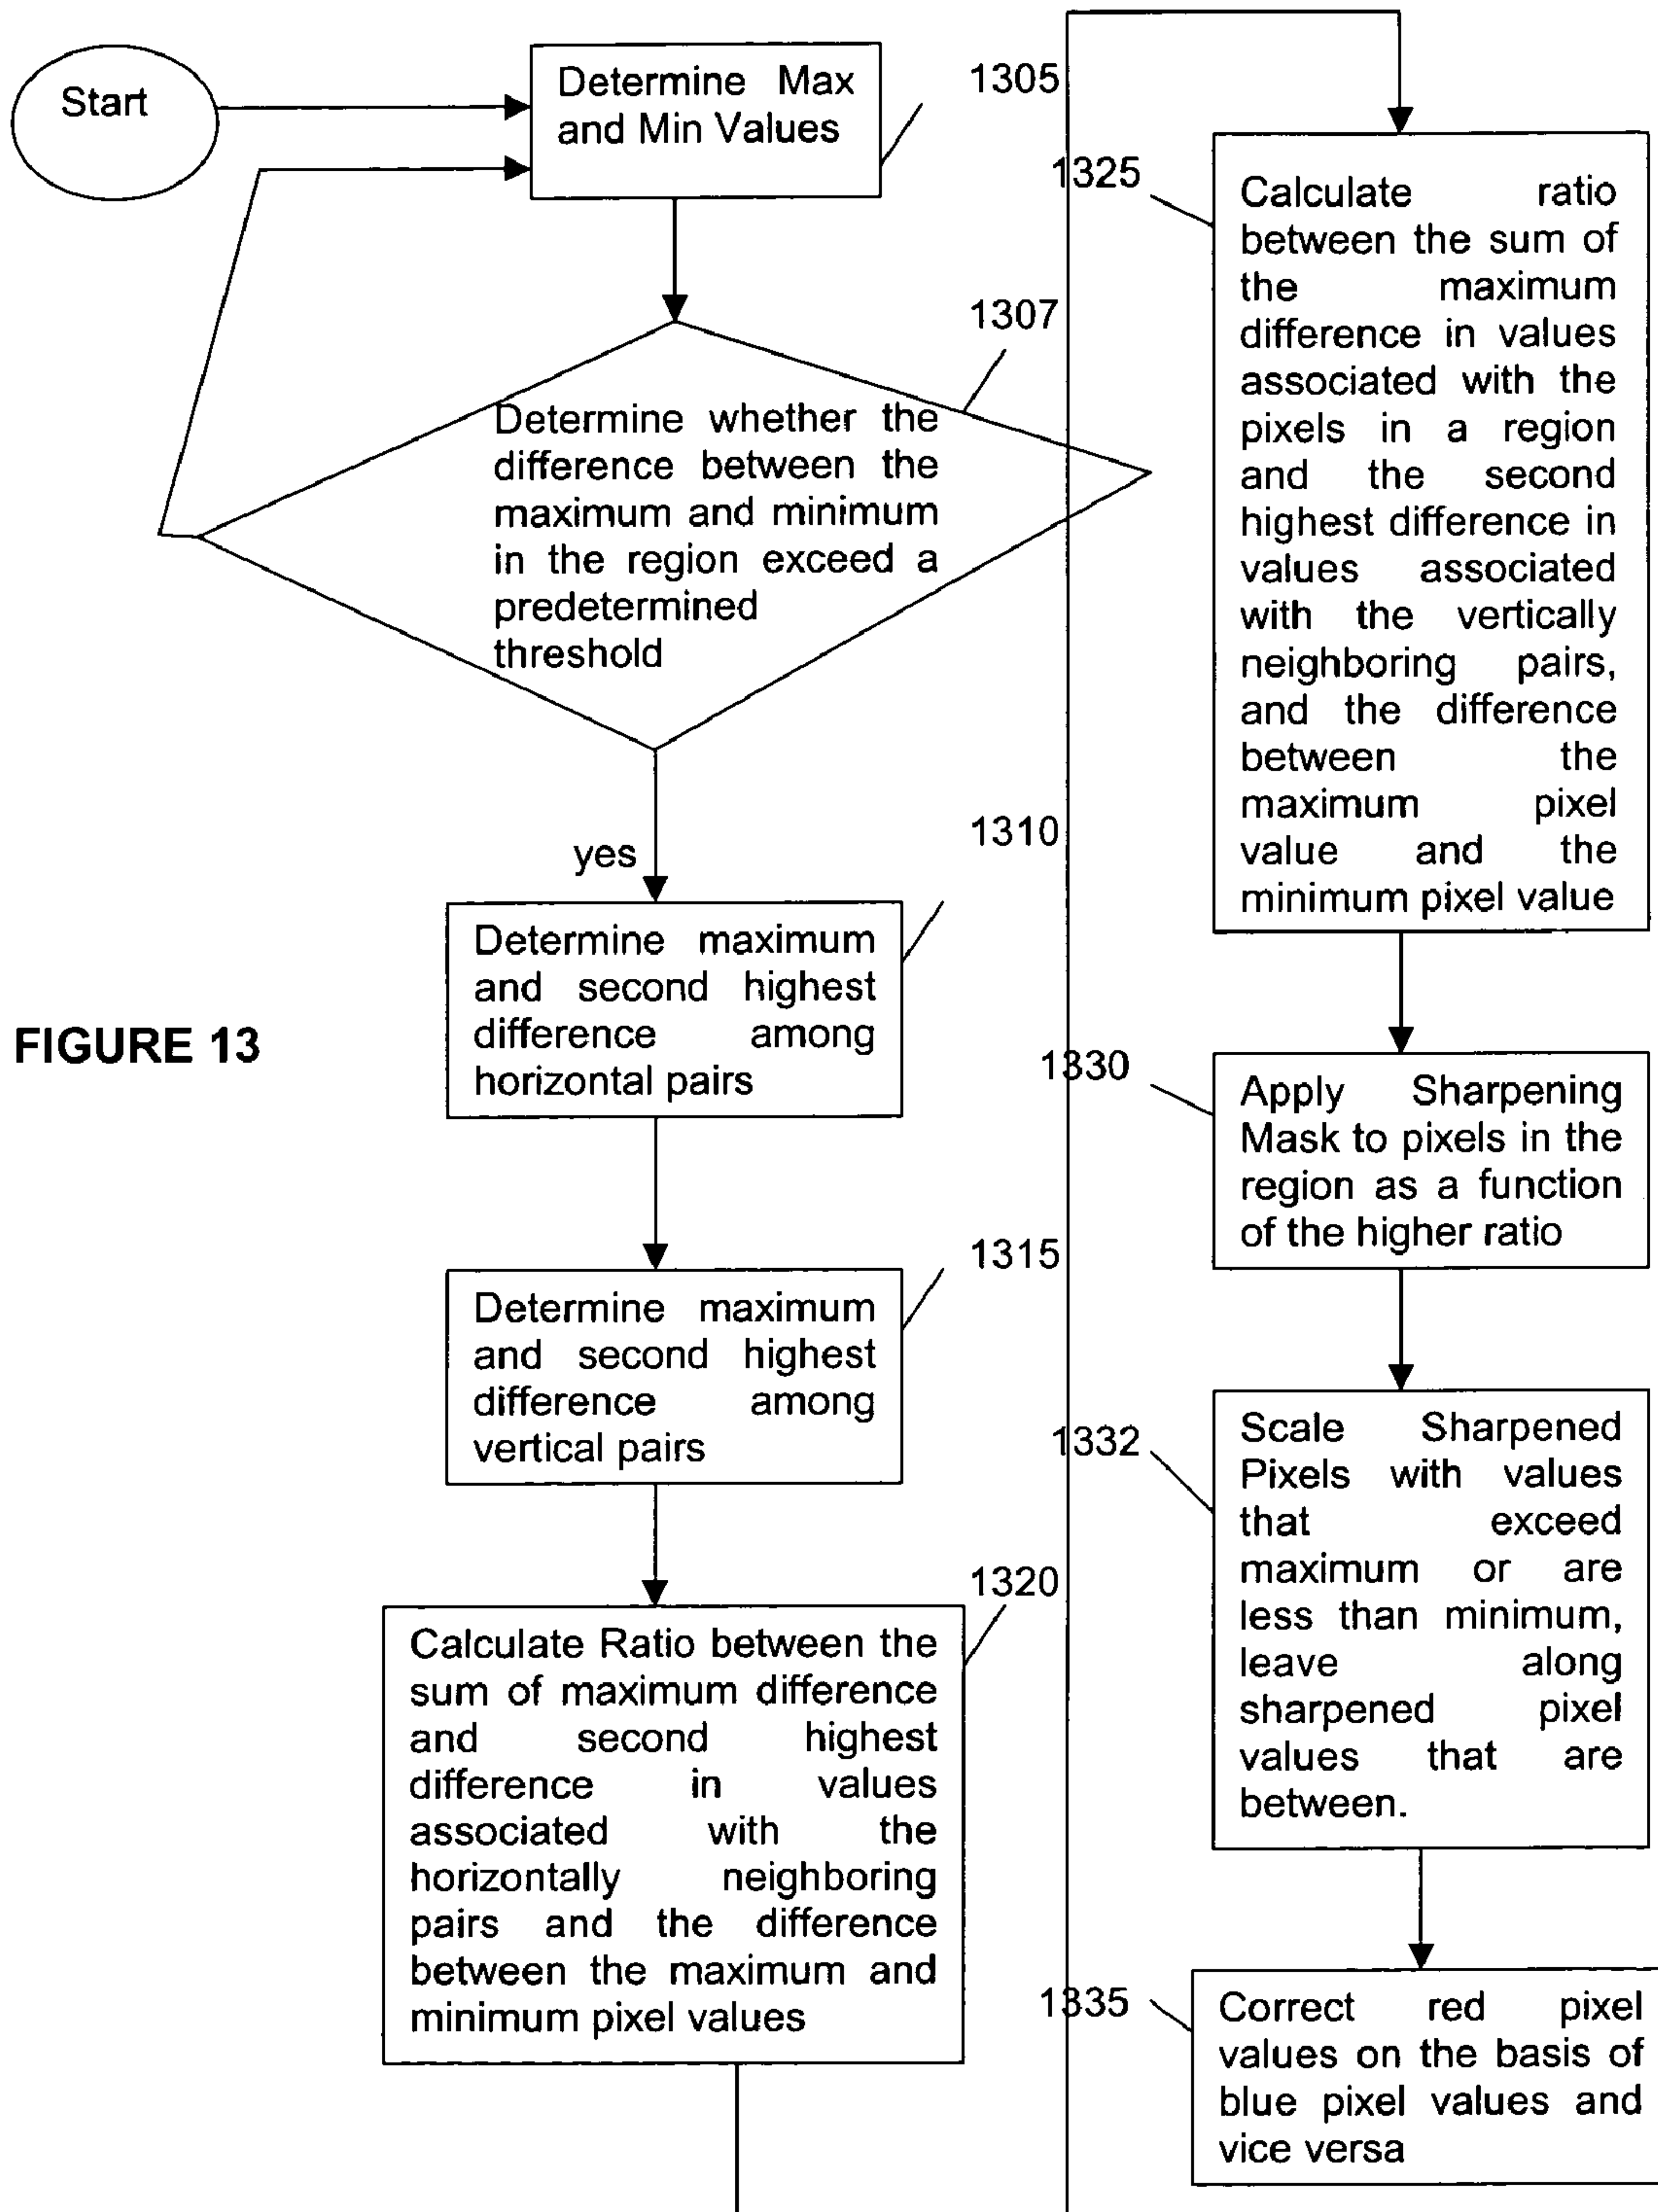 Start
Determine Max
and Min Values
1305
1307
Determine whether the
difference between the
maximum and minimum
in the region exceed a
predetermined
threshold
yes
1310
Determine maximum
and second highest
difference among
horizontal pairs
FIGURE 13
1315
Determine maximum
and second highest
difference among
vertical pairs
1320
Calculate Ratio between the
sum of maximum difference
and second highest
difference in values
associated with the
horizontally neighboring
pairs and the difference
between the maximum and
minimum pixel values
1325
Calculate ratio
between the sum of
the maximum
difference in values
associated with the
pixels in a region
and the second
highest difference in
values associated
with the vertically
neighboring pairs,
and the difference
between the
maximum pixel
value and the
minimum pixel value
1330
Apply Sharpening
Mask to pixels in the
region as a function
of the higher ratio
1332
Scale Sharpened
Pixels with values
that exceed
maximum or are
less than minimum,
leave along
sharpened pixel
values that are
between.
1335
Correct red pixel
values on the basis of
blue pixel values and
vice versa